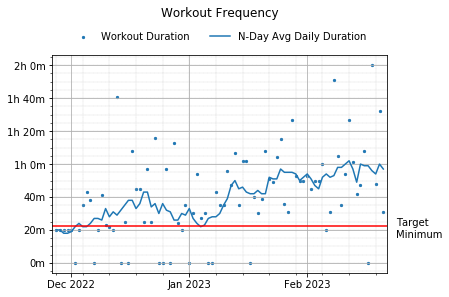 Workout Frequency
Workout Duration
N-Day Avg Daily Duration
2h 0m
1h 40m
1h 20m
1h 0m
40m
20m
0m
Target
Minimum
Dec 2022
Jan 2023
Feb 2023